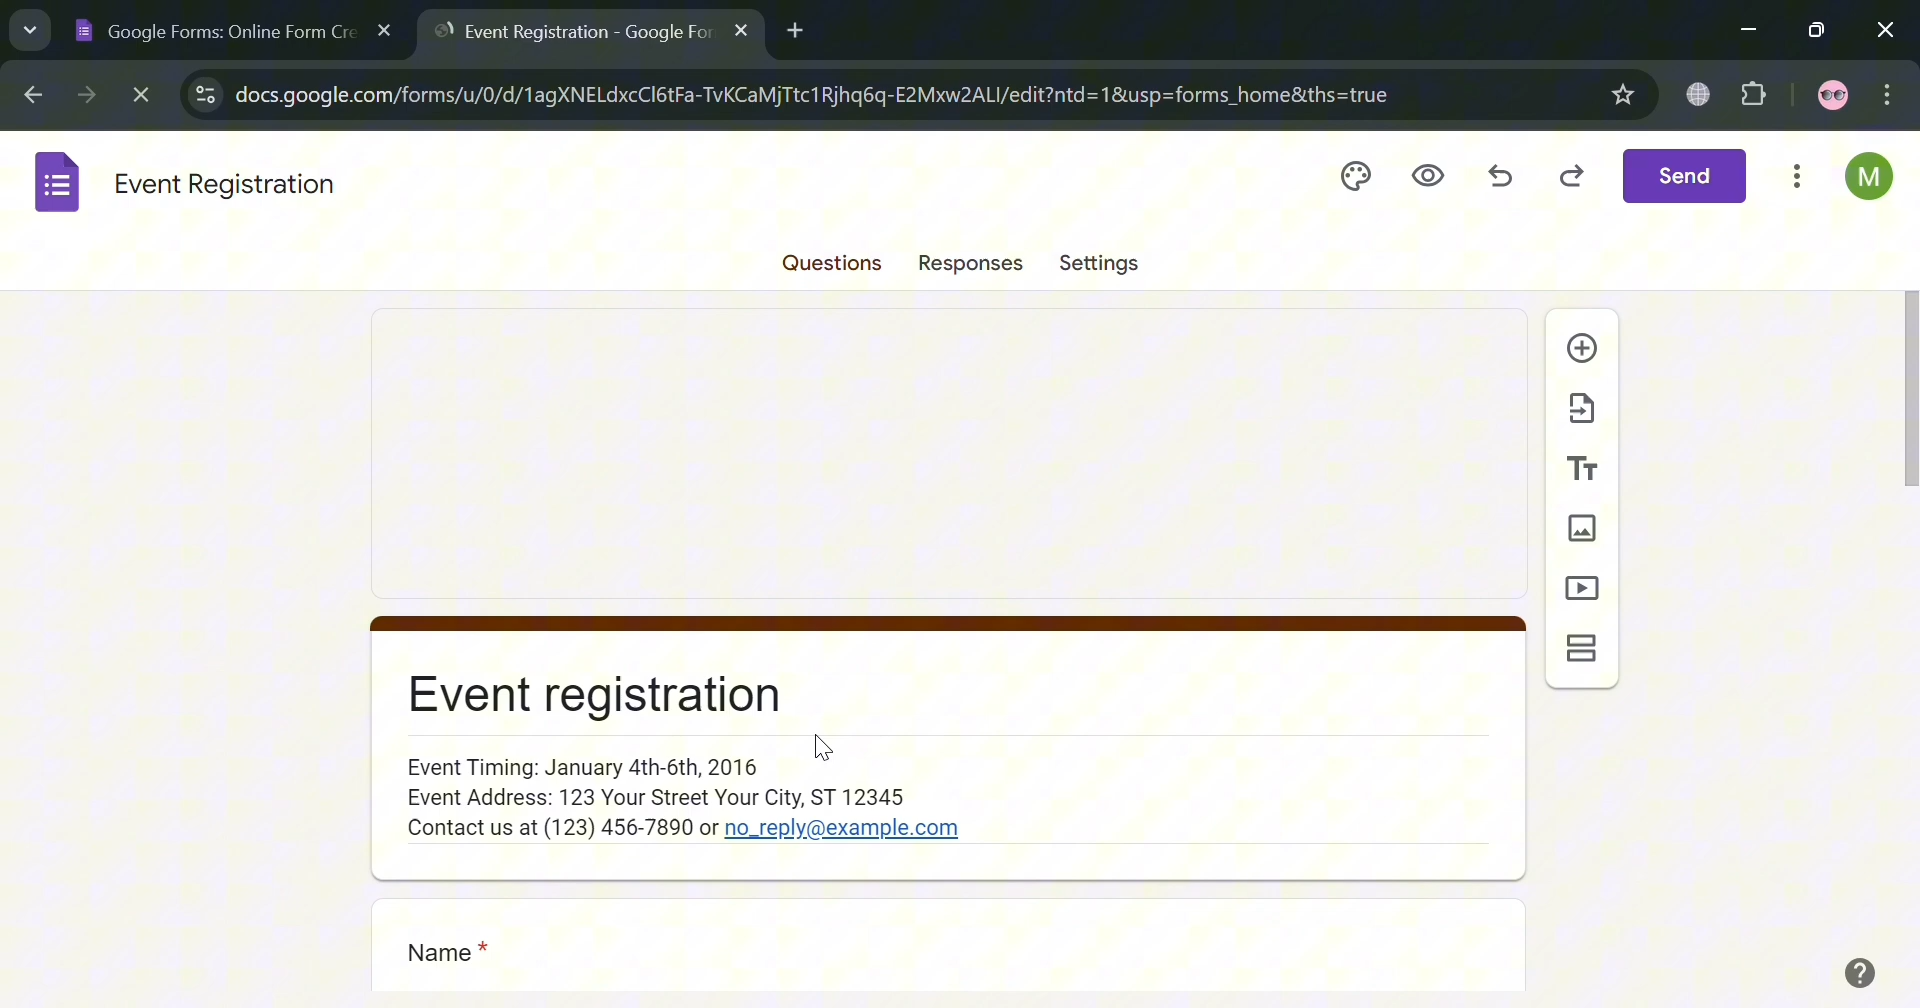 Google Forms: Online Form Cre
Event Registration - Google For
docs.google.com/forms/u/0/d/1agXNELdxcCl6tFa-TvKCaMjTtc1Rjhq6q-E2Mxw2ALI/edit?ntd=1&usp=forms_home&ths=true
Event Registration
Send
M
Questions Responses Settings
Event registration
Event Timing: January 4th-6th, 2016
Event Address: 123 Your Street Your City, ST 12345
Contact us at (123) 456-7890 or no_reply@example.com
Name *